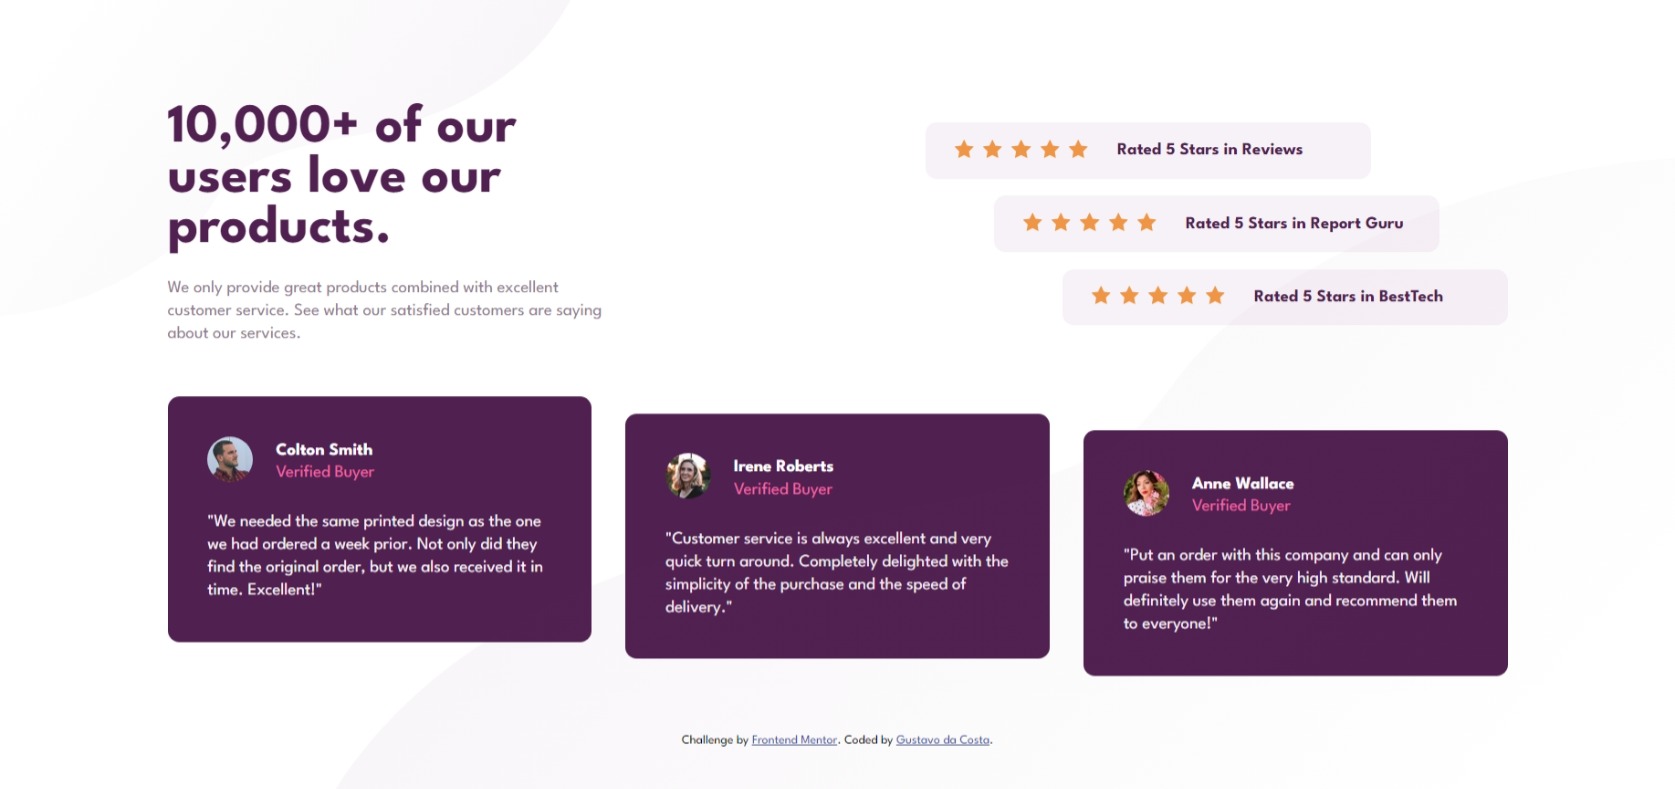 10,000+ of our
users love our
products.
We only provide great products combined with excellent
customer service. See what our satisfied customers are saying
about our services.
Rated 5 Stars in Reviews
Rated 5 Stars in Report Guru
Rated 5 Stars in BestTech
Colton Smith
Verified Buyer
"We needed the same printed design as the one
we had ordered a week prior. Not only did they
find the original order, but we also received it in
time. Excellent!"
Irene Roberts
Verified Buyer
"Customer service is always excellent and very
quick turn around. Completely delighted with the
simplicity of the purchase and the speed of
delivery."
Anne Wallace
Verified Buyer
"Put an order with this company and can only
praise them for the very high standard. Will
definitely use them again and recommend them
to everyone!"
Challenge by Frontend Mentor. Coded by Gustavo da Costa.